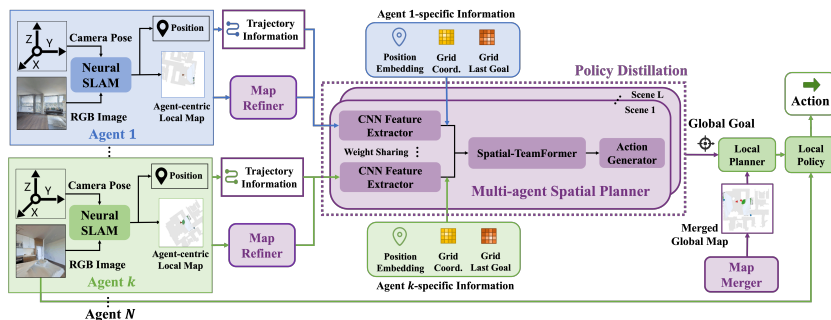 Z
Y
X
Camera Pose
Neural
SLAM
RGB Image
Position
Agent-centric
Local Map
Agent 1
Trajectory
Information
Map
Refiner
Agent 1-specific Information
Position
Embedding
Grid
Coord.
Grid
Last Goal
Policy Distillation
Scene L
Scene 1
CNN Feature
Extractor
Weight Sharing
CNN Feature
Extractor
Spatial-TeamFormer
Action
Generator
Multi-agent Spatial Planner
Global Goal
Action
Local
Planner
Local
Policy
Merged
Global Map
Map
Merger
Z
Y
X
Camera Pose
Neural
SLAM
RGB Image
Position
Agent-centric
Local Map
Agent k
Trajectory
Information
Map
Refiner
Position
Embedding
Grid
Coord.
Grid
Last Goal
Agent k-specific Information
Agent N